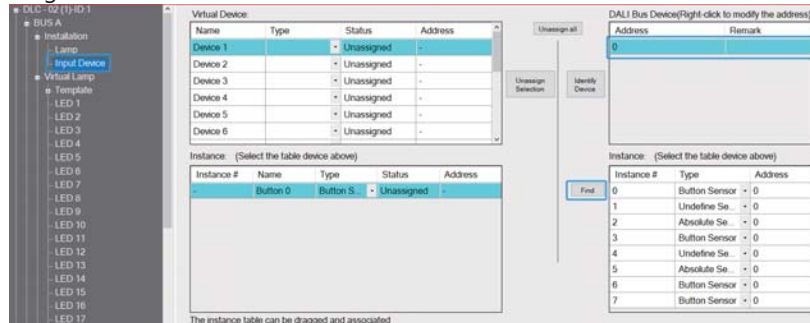 DLC - 02 (1)-ID:1
BUS A
Installation
Lamp
Input Device
Virtual Lamp
Template
LED 1
LED 2
LED 3
LED 4
LED 5
LED 6
LED 7
LED 8
LED 9
LED 10
LED 11
LED 12
LED 13
LED 14
LED 15
LED 16
LED 17
Virtual Device:
Name Type Status Address
Device 1 Unassigned -
Device 2 Unassigned -
Device 3 Unassigned -
Device 4 Unassigned -
Device 5 Unassigned -
Device 6 Unassigned -
Instance: (Select the table device above)
Instance # Name Type Status Address
- Button 0 Button S... Unassigned -
The instance table can be dragged and associated
Unassign all
Unassign Selection
Identify Device
Find
DALI Bus Device(Right-click to modify the address)
Address Remark
0
Instance: (Select the table device above)
Instance # Type Address
0 Button Sensor 0
1 Undefine Se... 0
2 Absolute Se... 0
3 Button Sensor 0
4 Undefine Se... 0
5 Absolute Se... 0
6 Button Sensor 0
7 Button Sensor 0